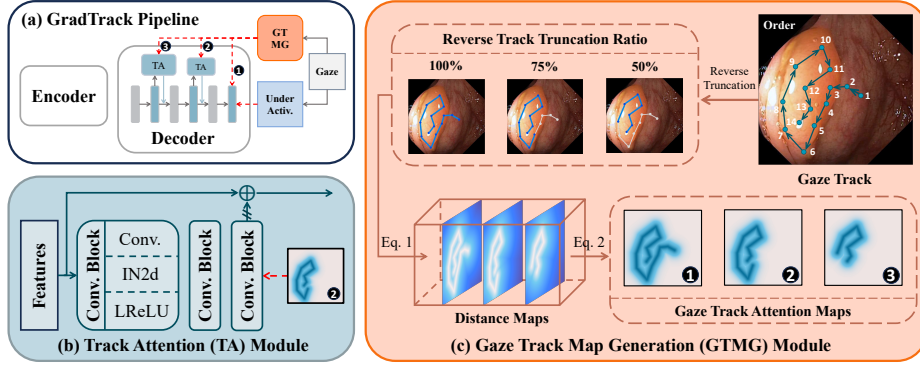 (a) GradTrack Pipeline
Encoder
Decoder
3
TA
2
TA
1
GT
MG
Gaze
Under
Activ.
Features
Conv. Block
Conv.
IN2d
LReLU
Conv. Block
Conv. Block
2
(b) Track Attention (TA) Module
Reverse Track Truncation Ratio
100%
75%
50%
Reverse
Truncation
Order
10
9
11
12
2
1
3
8
13
4
14
5
7
6
Gaze Track
Eq. 1
Distance Maps
Eq. 2
1
2
3
Gaze Track Attention Maps
(c) Gaze Track Map Generation (GTMG) Module